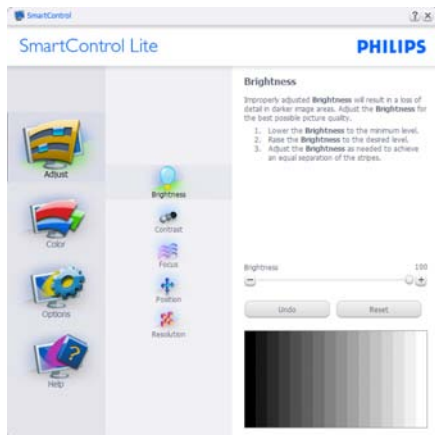 SmartControl
SmartControl Lite
PHILIPS
Adjust
Color
Options
Help
Brightness
Contrast
Focus
Position
Resolution
Brightness
Improperly adjusted Brightness will result in a loss of
detail in darker image areas. Adjust the Brightness for
the best possible picture quality.
1. Lower the Brightness to the minimum level.
2. Raise the Brightness to the desired level.
3. Adjust the Brightness as needed to achieve
an equal separation of the stripes.
Brightness 100
Undo Reset